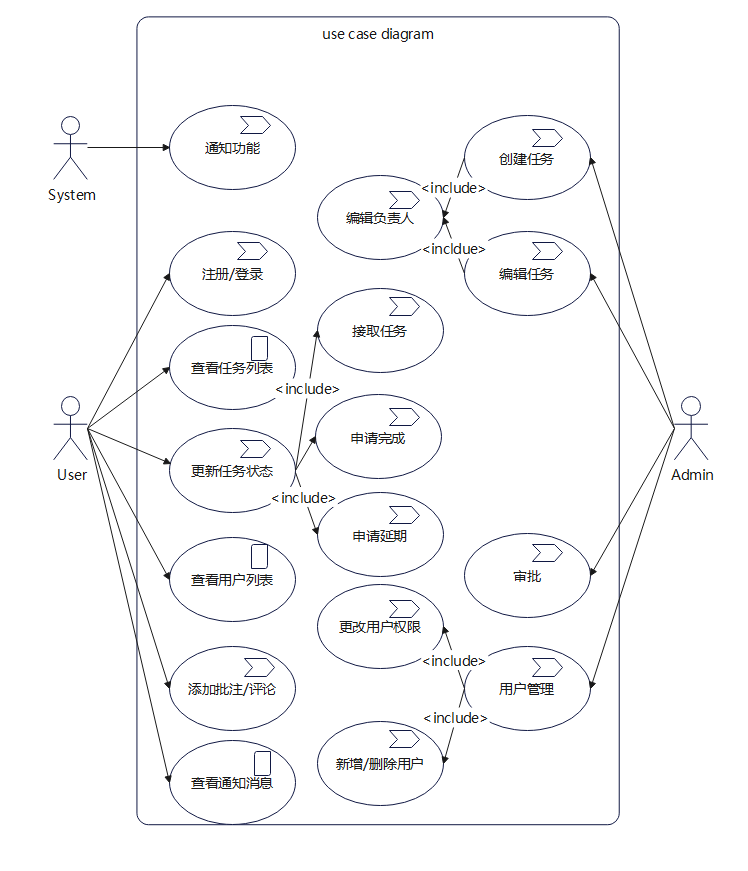 use case diagram
通知功能
创建任务
<include>
System
编辑负责人
<incldue>
注册/登录
编辑任务
接取任务
查看任务列表
<include>
申请完成
更新任务状态
User
Admin
<include>
申请延期
查看用户列表
审批
更改用户权限
<include>
添加批注/评论
用户管理
<include>
新增/删除用户
查看通知消息